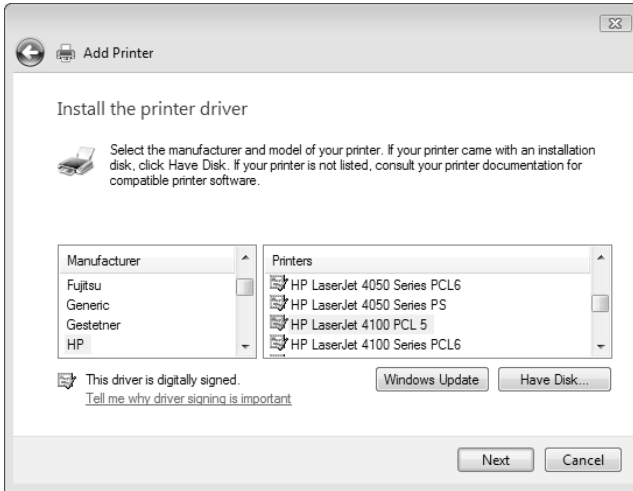 Add Printer
Install the printer driver
Select the manufacturer and model of your printer. If your printer came with an installation
disk, click Have Disk. If your printer is not listed, consult your printer documentation for
compatible printer software.
Manufacturer
Fujitsu
Generic
Gestetner
HP
Printers
HP LaserJet 4050 Series PCL6
HP LaserJet 4050 Series PS
HP LaserJet 4100 PCL 5
HP LaserJet 4100 Series PCL6
This driver is digitally signed.
Tell me why driver signing is important
Windows Update
Have Disk...
Next
Cancel